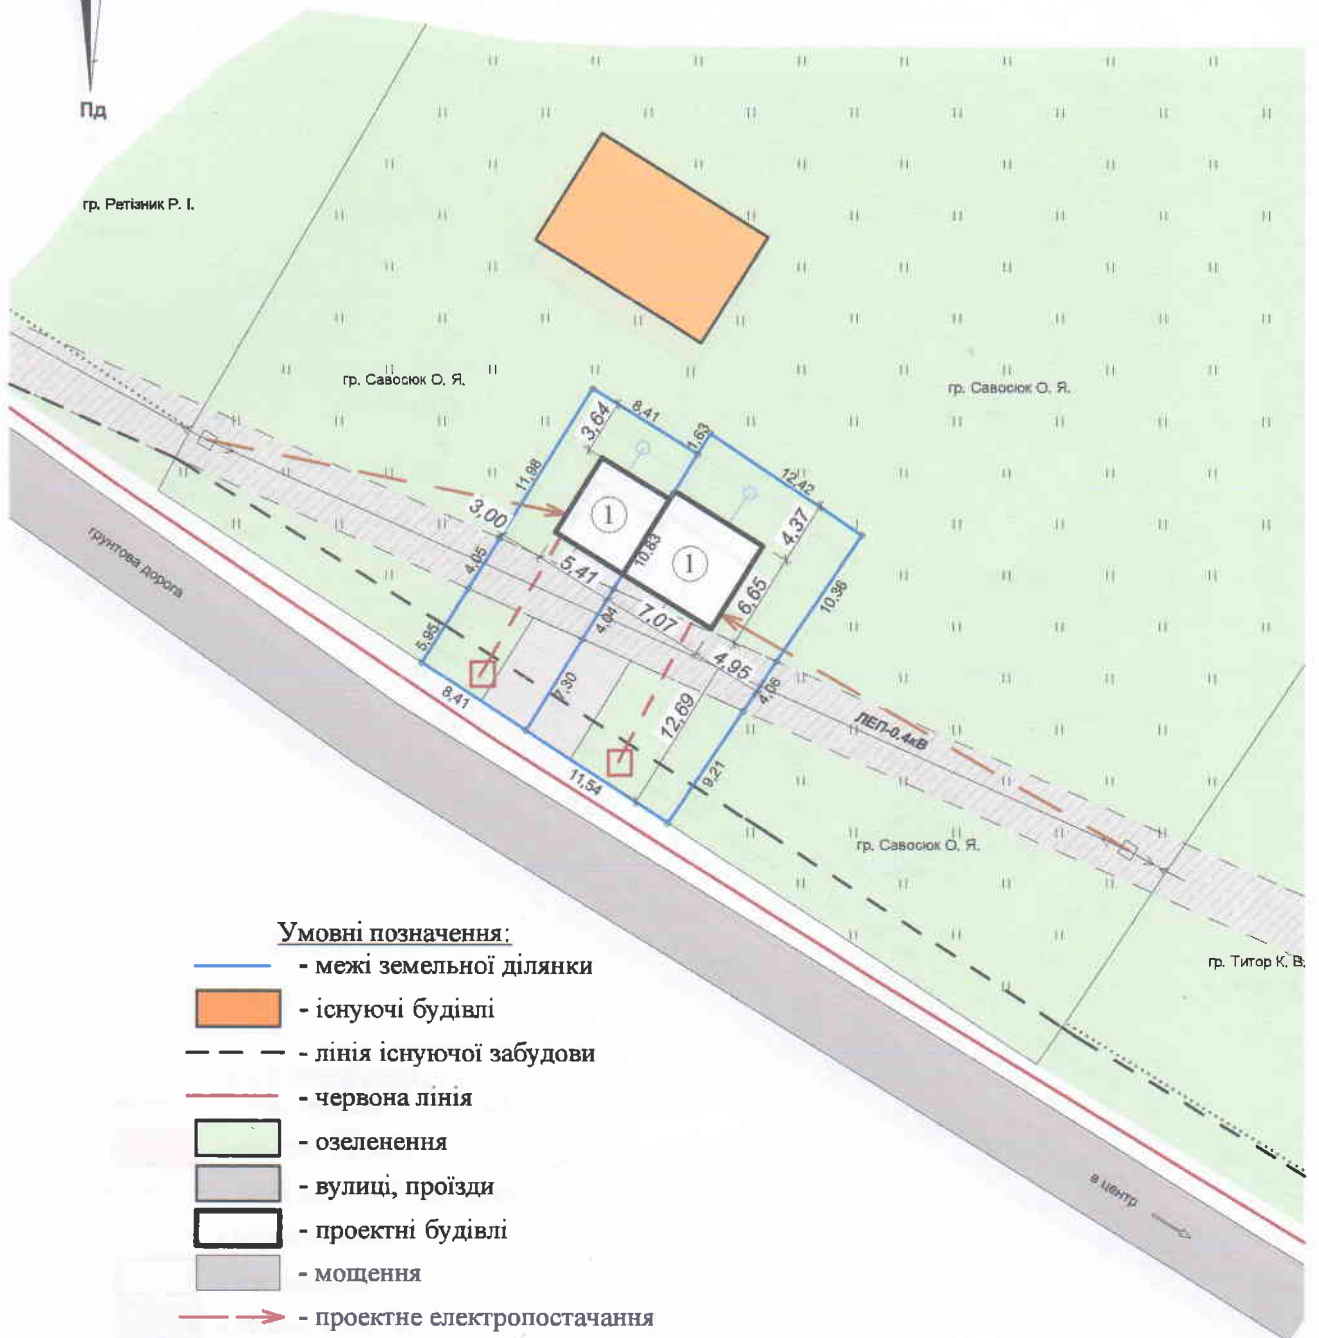 Пд
гр. Ретізник Р. І.
гр. Савосюк О. Я.
гр. Савосюк О. Я.
8,41
3,64
1,63
12,42
11,98
3,00
4,37
1
1
10,83
4,05
5,41
6,65
10,36
7,07
4,04
5,95
4,95
4,06
8,41
7,30
12,69
9,21
11,54
ЛЕП-0.4кВ
грунтова дорога
гр. Савосюк О. Я.
гр. Титор К. В.
в центр
Умовні позначення:
- межі земельної ділянки
- існуючі будівлі
- лінія існуючої забудови
- червона лінія
- озеленення
- вулиці, проїзди
- проектні будівлі
- мощення
- проектне електропостачання